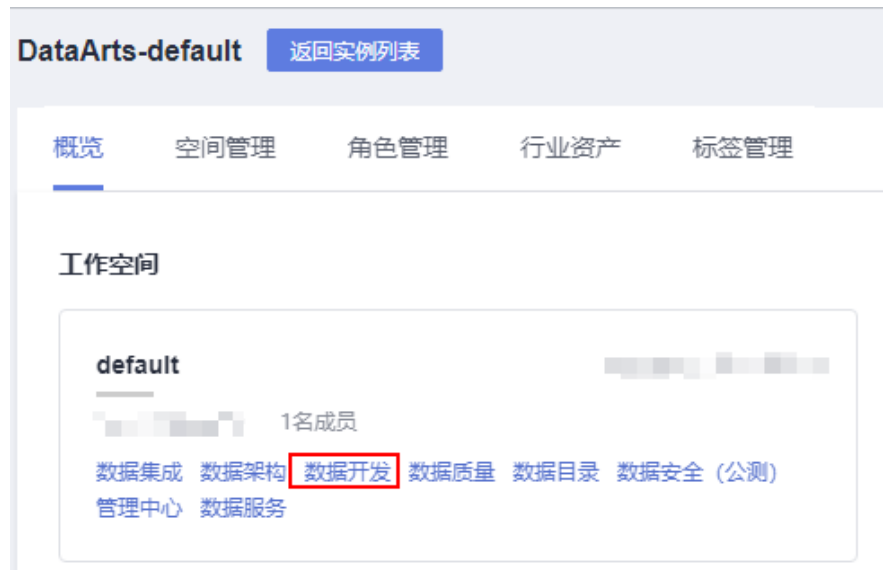 DataArts-default 返回实例列表
概览 空间管理 角色管理 行业资产 标签管理
工作空间
default
1名成员
数据集成 数据架构 数据开发 数据质量 数据目录 数据安全 (公测)
管理中心 数据服务